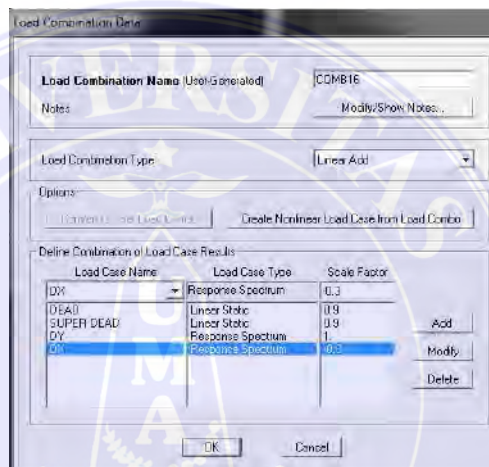 Load Combination Data
Load Combination Name (User-Generated) COMB16
Notes Modify/Show Notes...
Load Combination Type Linear Add
Options
Create Nonlinear Load Case from Load Combo
Define Combination of Load Case Results
Load Case Name Load Case Type Scale Factor
DX Response Spectrum 0.3
DEAD Linear Static 0.9
SUPER DEAD Linear Static 0.9
DY Response Spectrum 1.
DX Response Spectrum
Add
Modify
Delete
OK Cancel
UMA